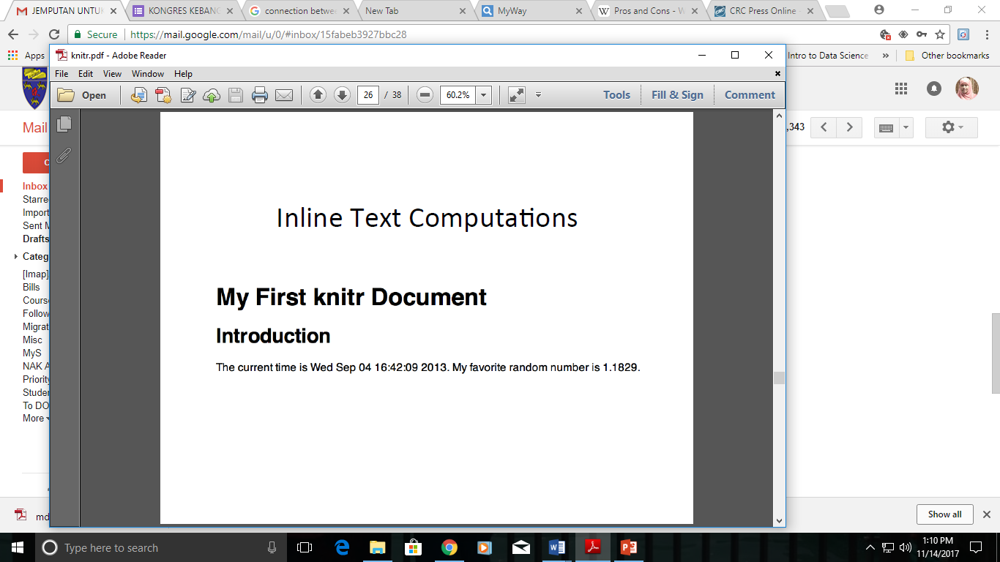 JEMPUTAN UNTUK
KONGRES KEBANG
connection betwee
New Tab
MyWay
Pros and Cons - W
CRC Press Online -
Secure
https://mail.google.com/mail/u/0/#inbox/15fabeb3927bbc28
Apps
Intro to Data Science
»
Other bookmarks
knitr.pdf - Adobe Reader
File Edit View Window Help
Open
26 / 38
60.2%
Tools
Fill & Sign
Comment
Mail
,343
C
Inbox
Starre
Import
Sent M
Drafts
Categ
[Imap]
Bills
Course
Follow
Migrat
Misc
MyS
NAK A
Priority
Studen
To DO
More
Inline Text Computations
My First knitr Document
Introduction
The current time is Wed Sep 04 16:42:09 2013. My favorite random number is 1.1829.
md
Show all
Type here to search
1:10 PM
11/14/2017